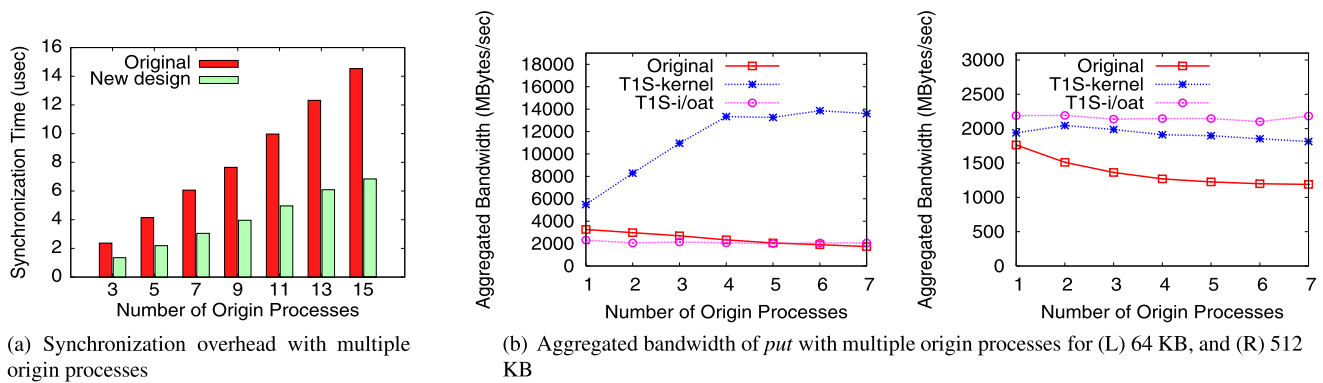 Synchronization Time (usec)
16
14
12
10
8
6
4
2
0
Original
New design
3 5 7 9 11 13 15
Number of Origin Processes
(a) Synchronization overhead with multiple
origin processes
Aggregated Bandwidth (MBytes/sec)
18000
16000
14000
12000
10000
8000
6000
4000
2000
0
Original
T1S-kernel
T1S-i/oat
1 2 3 4 5 6 7
Number of Origin Processes
Aggregated Bandwidth (MBytes/sec)
3000
2500
2000
1500
1000
500
0
Original
T1S-kernel
T1S-i/oat
1 2 3 4 5 6 7
Number of Origin Processes
(b) Aggregated bandwidth of put with multiple origin processes for (L) 64 KB, and (R) 512
KB